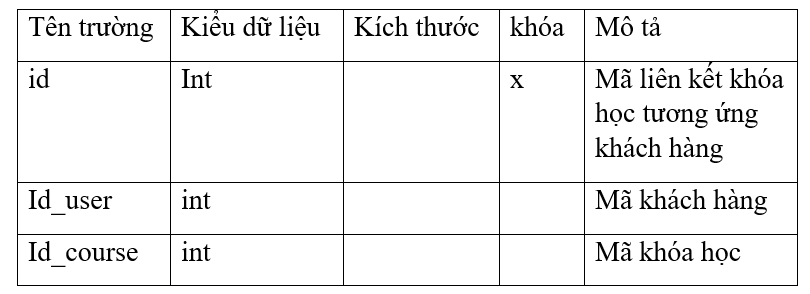 Tên trường Kiểu dữ liệu Kích thước khóa Mô tả
id Int x Mã liên kết khóa
học tương ứng
khách hàng
Id_user int Mã khách hàng
Id_course int Mã khóa học